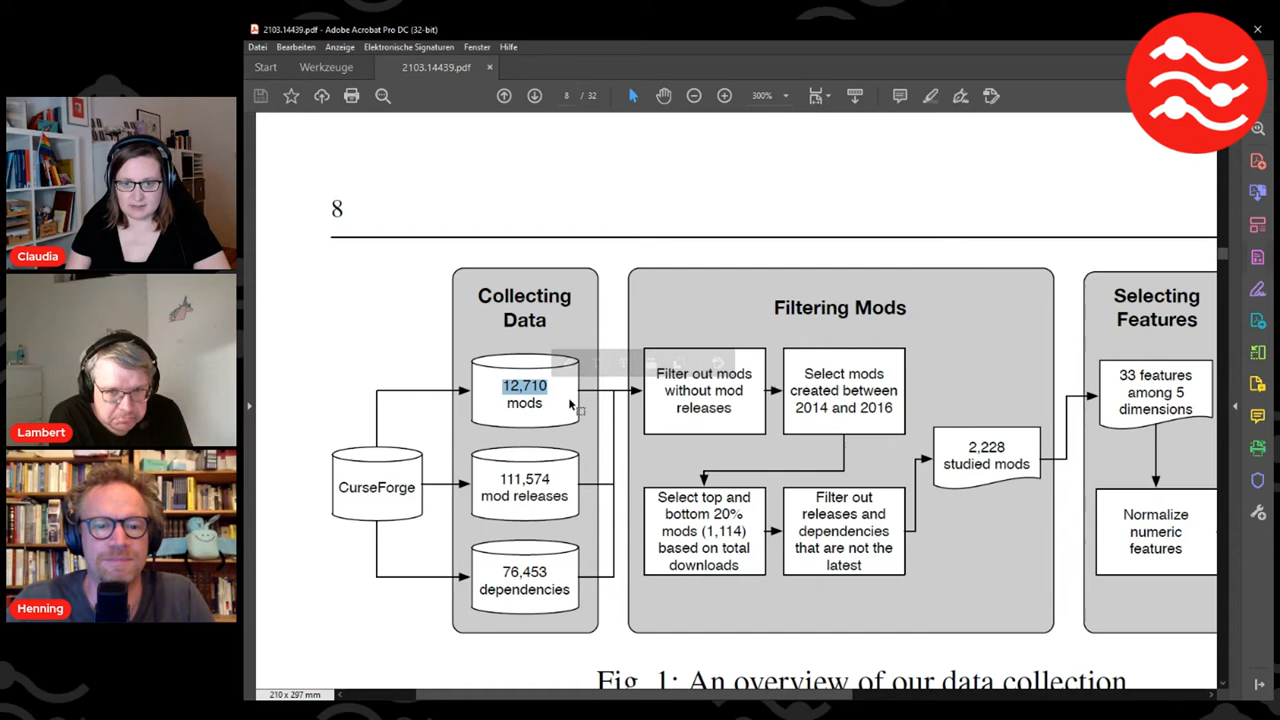 2103.14439.pdf - Adobe Acrobat Pro DC (32-bit)
Datei Bearbeiten Anzeige Elektronische Signaturen Fenster Hilfe
Start Werkzeuge 2103.14439.pdf ×
8 / 32 300%
Claudia
Lambert
Henning
8
Collecting
Data
12,710
mods
CurseForge
111,574
mod releases
76,453
dependencies
Filtering Mods
Filter out mods
without mod
releases
Select mods
created between
2014 and 2016
Select top and
bottom 20%
mods (1,114)
based on total
downloads
Filter out
releases and
dependencies
that are not the
latest
2,228
studied mods
Selecting
Features
33 features
among 5
dimensions
Normalize
numeric
features
Fig. 1: An overview of our data collection
210 x 297 mm